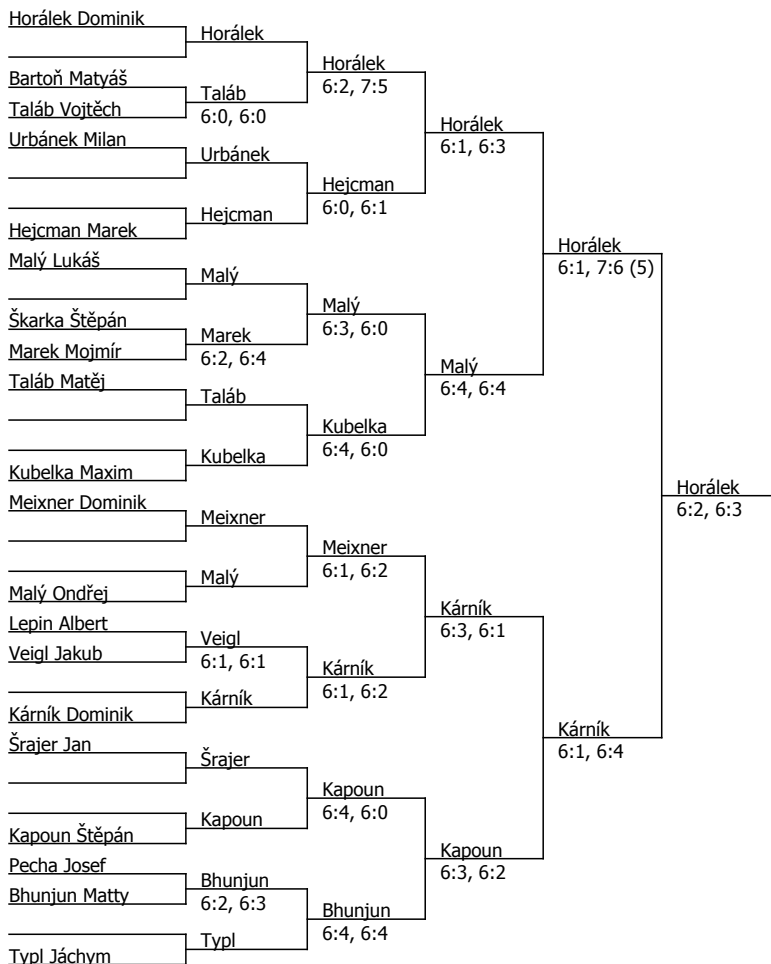 Horálek Dominik
Bartoň Matyáš
Taláb Vojtěch
Urbánek Milan
Hejcman Marek
Malý Lukáš
Škarka Štěpán
Marek Mojmír
Taláb Matěj
Kubelka Maxim
Meixner Dominik
Malý Ondřej
Lepin Albert
Veigl Jakub
Kárník Dominik
Šrajer Jan
Kapoun Štěpán
Pecha Josef
Bhunjun Matty
Typl Jáchym
Horálek
Taláb
6:0, 6:0
Urbánek
Hejcman
Malý
Marek
6:2, 6:4
Taláb
Kubelka
Meixner
Malý
Veigl
6:1, 6:1
Kárník
Šrajer
Kapoun
Bhunjun
6:2, 6:3
Typl
Horálek
6:2, 7:5
Hejcman
6:0, 6:1
Malý
6:3, 6:0
Kubelka
6:4, 6:0
Meixner
6:1, 6:2
Kárník
6:1, 6:2
Kapoun
6:4, 6:0
Bhunjun
6:4, 6:4
Horálek
6:1, 6:3
Malý
6:4, 6:4
Kárník
6:3, 6:1
Kapoun
6:3, 6:2
Horálek
6:1, 7:6 (5)
Kárník
6:1, 6:4
Horálek
6:2, 6:3